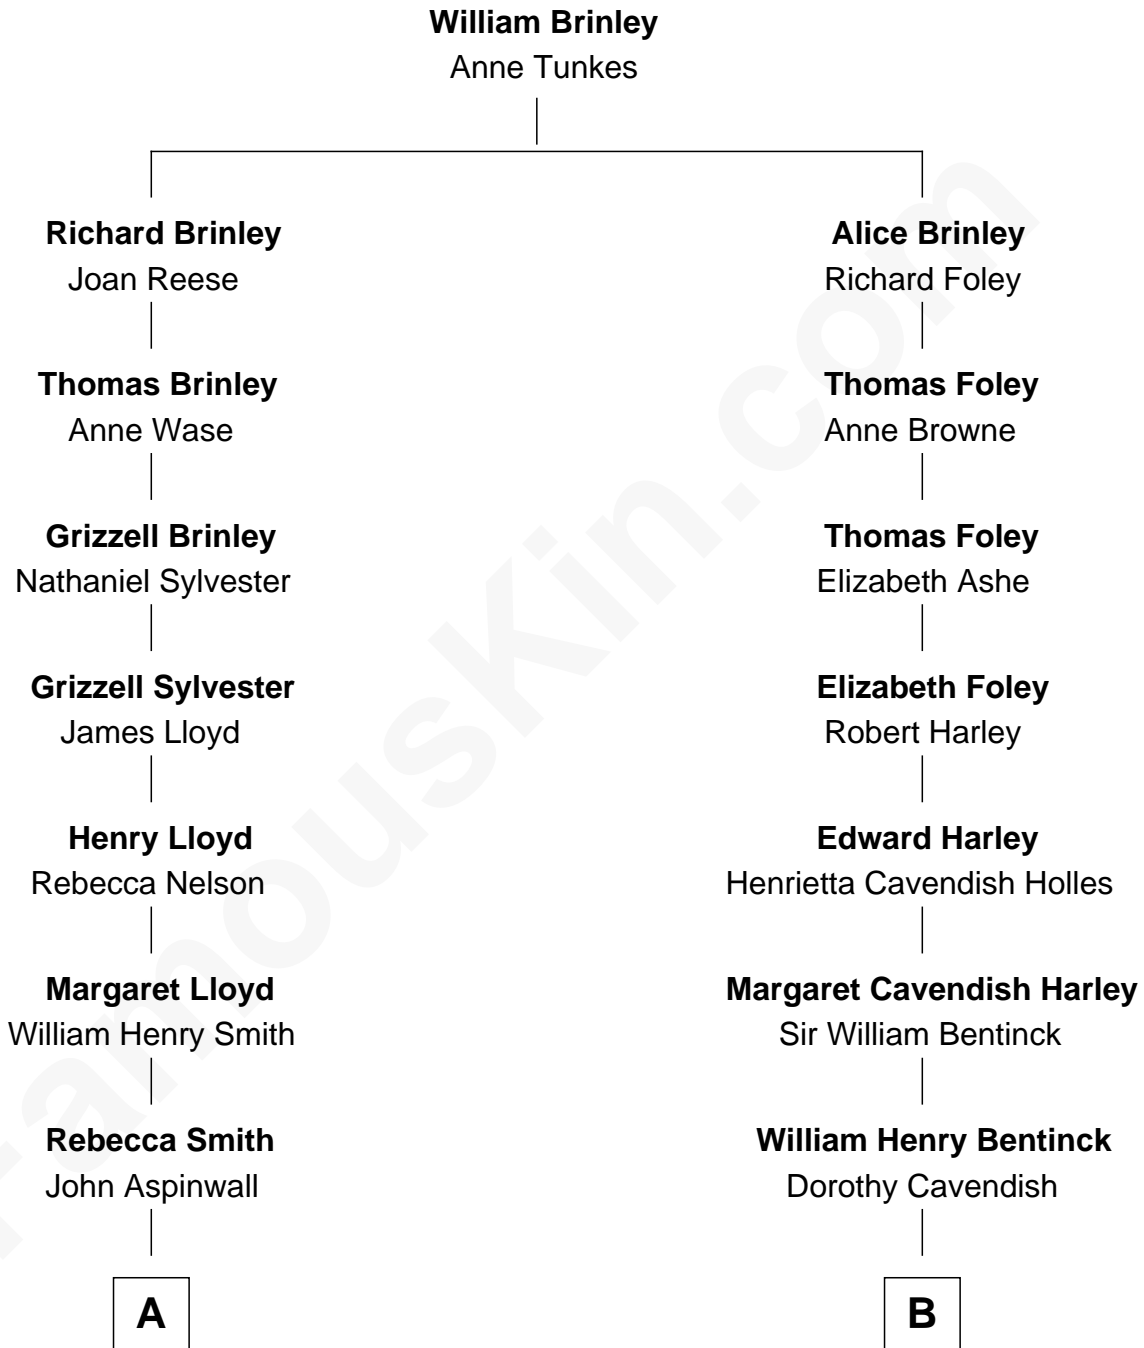 William Brinley
Anne Tunkes
Richard Brinley
Joan Reese
Alice Brinley
Richard Foley
Thomas Brinley
Anne Wase
Thomas Foley
Anne Browne
Grizzell Brinley
Nathaniel Sylvester
Thomas Foley
Elizabeth Ashe
Grizzell Sylvester
James Lloyd
Elizabeth Foley
Robert Harley
Henry Lloyd
Rebecca Nelson
Edward Harley
Henrietta Cavendish Holles
Margaret Lloyd
William Henry Smith
Margaret Cavendish Harley
Sir William Bentinck
Rebecca Smith
John Aspinwall
William Henry Bentinck
Dorothy Cavendish
A
B
FamousKin.com